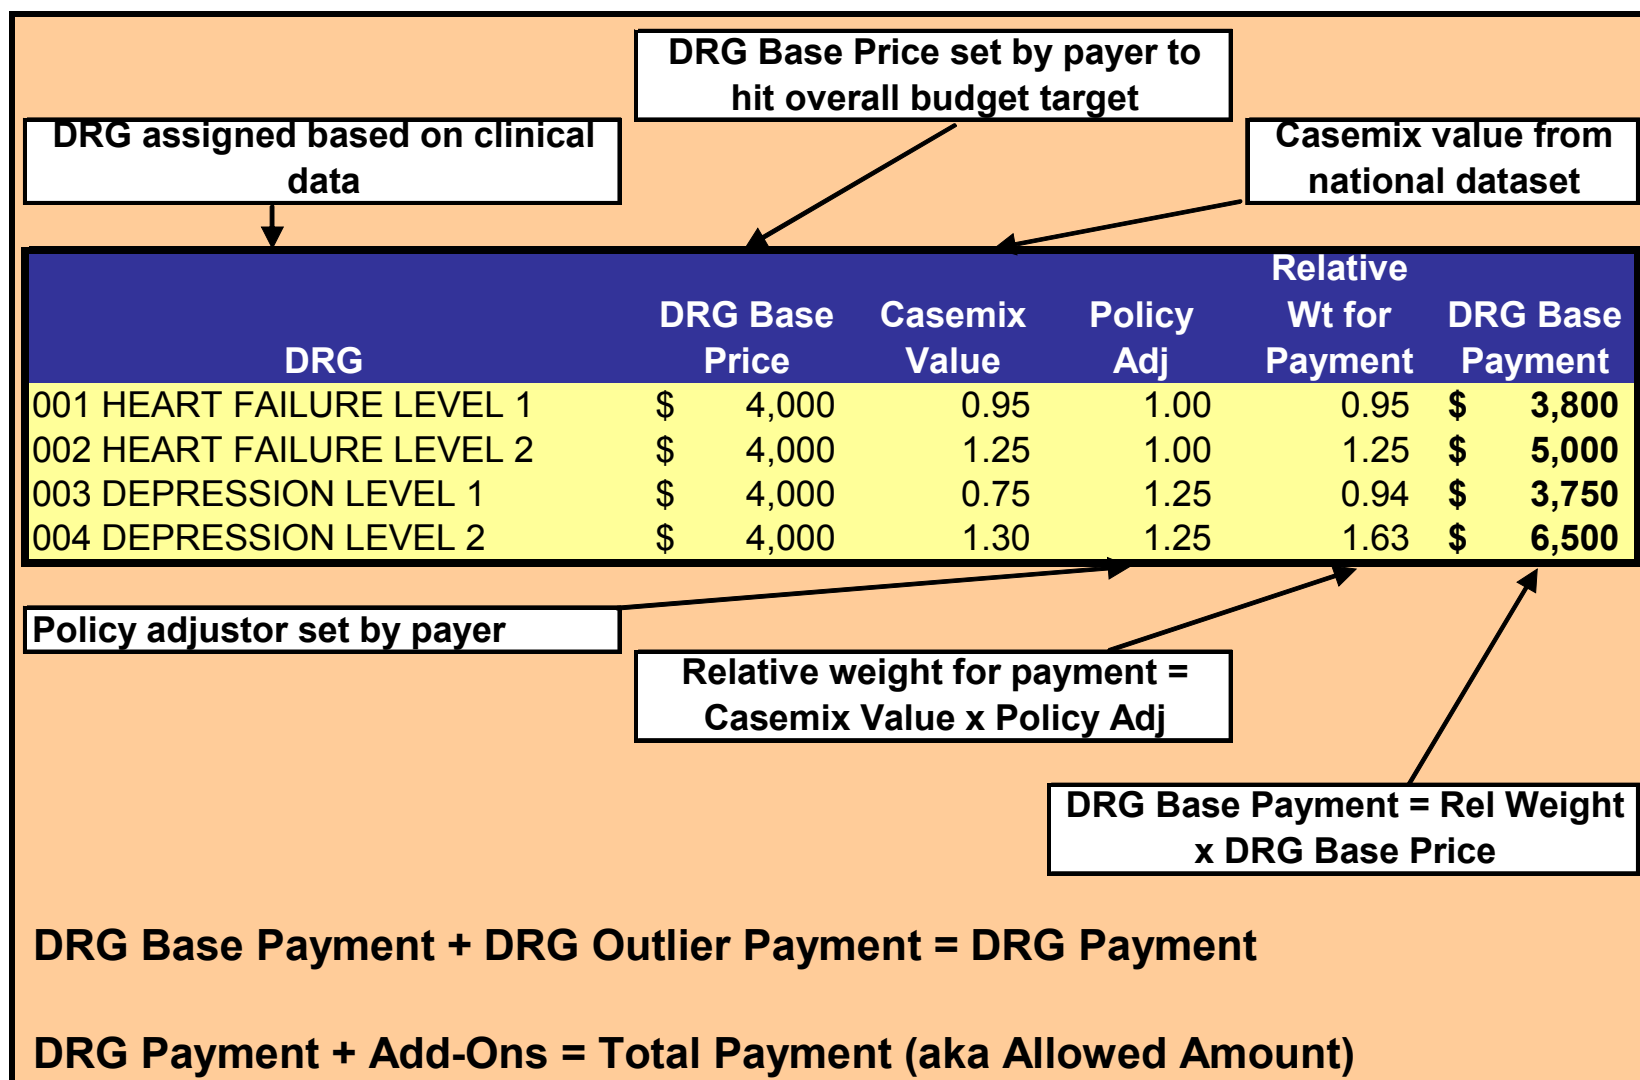 DRG Base Price set by payer to
hit overall budget target
DRG assigned based on clinical
data
Casemix value from
national dataset
DRG
DRG Base
Price
Casemix
Value
Policy
Adj
Relative
Wt for
Payment
DRG Base
Payment
001 HEART FAILURE LEVEL 1 $ 4,000 0.95 1.00 0.95 $ 3,800
002 HEART FAILURE LEVEL 2 $ 4,000 1.25 1.00 1.25 $ 5,000
003 DEPRESSION LEVEL 1 $ 4,000 0.75 1.25 0.94 $ 3,750
004 DEPRESSION LEVEL 2 $ 4,000 1.30 1.25 1.63 $ 6,500
Policy adjustor set by payer
Relative weight for payment =
Casemix Value x Policy Adj
DRG Base Payment = Rel Weight
x DRG Base Price
DRG Base Payment + DRG Outlier Payment = DRG Payment
DRG Payment + Add-Ons = Total Payment (aka Allowed Amount)